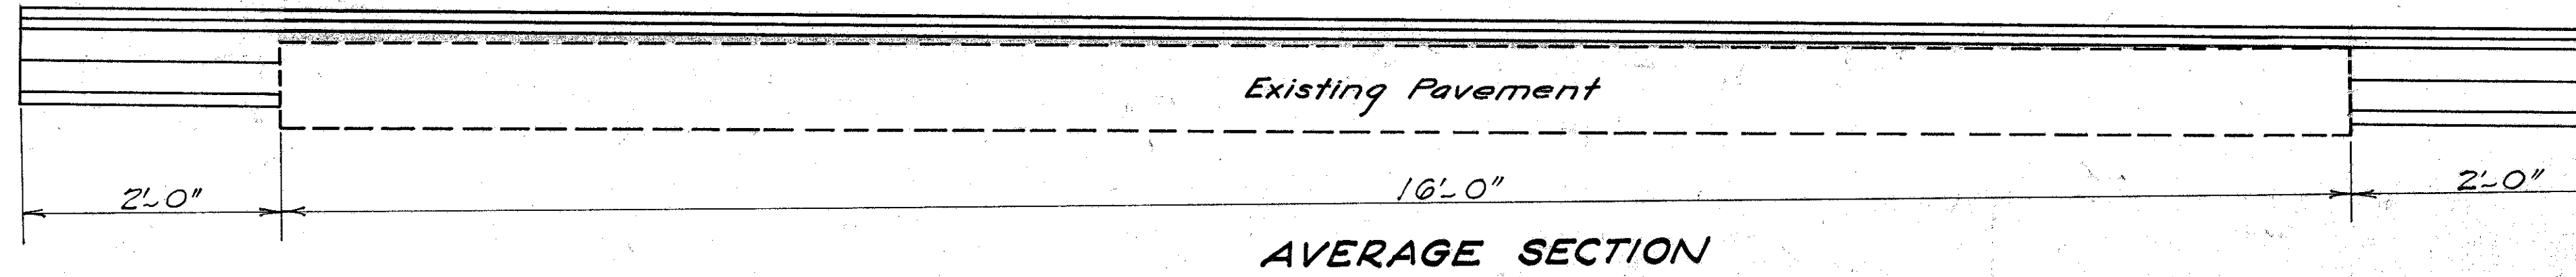 Existing Pavement
2'-0" 16'-0" 2'-0"
AVERAGE SECTION